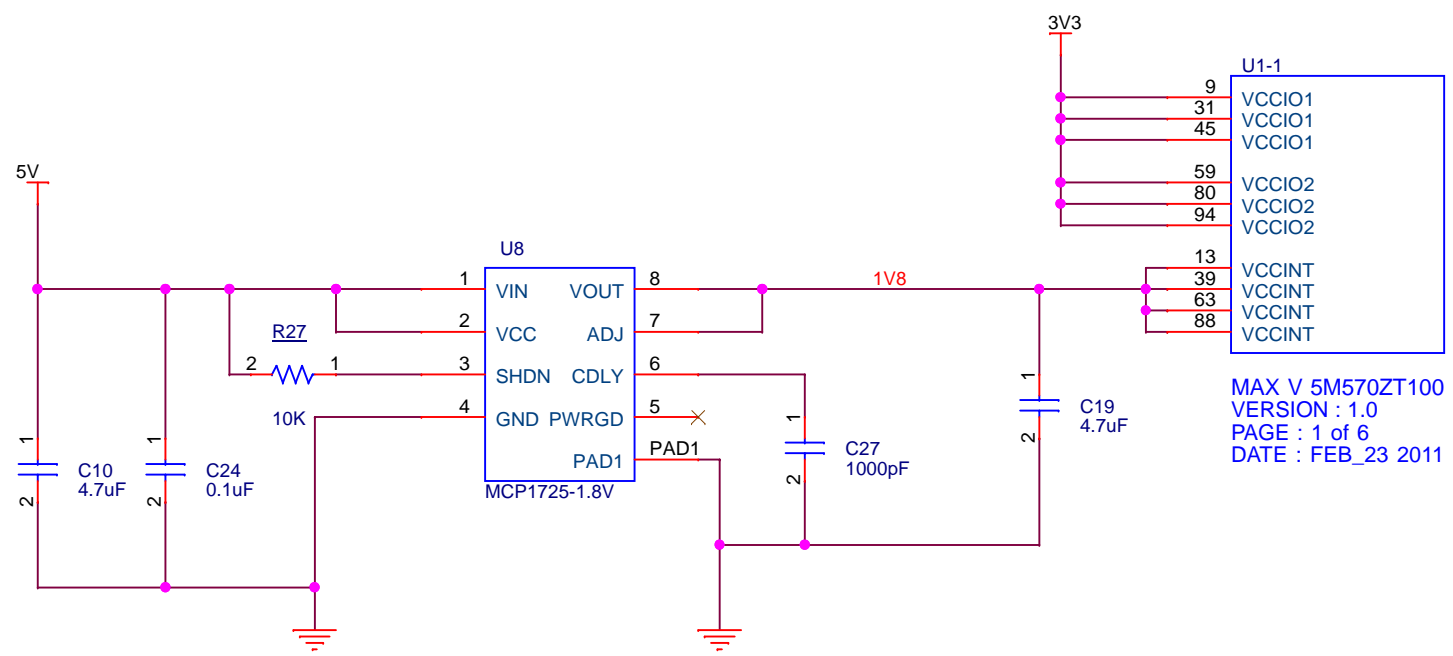 3V3
U1-1
9 VCCIO1
31 VCCIO1
45 VCCIO1
59 VCCIO2
80 VCCIO2
94 VCCIO2
13 VCCINT
39 VCCINT
63 VCCINT
88 VCCINT
MAX V 5M570ZT100
VERSION : 1.0
PAGE : 1 of 6
DATE : FEB_23 2011
5V
U8
1 VIN VOUT 8
2 VCC ADJ 7
3 SHDN CDLY 6
4 GND PWRGD 5
PAD1 PAD1
MCP1725-1.8V
1V8
R27
2 1
10K
1
C10
4.7uF
2
1
C24
0.1uF
2
1
C27
1000pF
2
1
C19
4.7uF
2